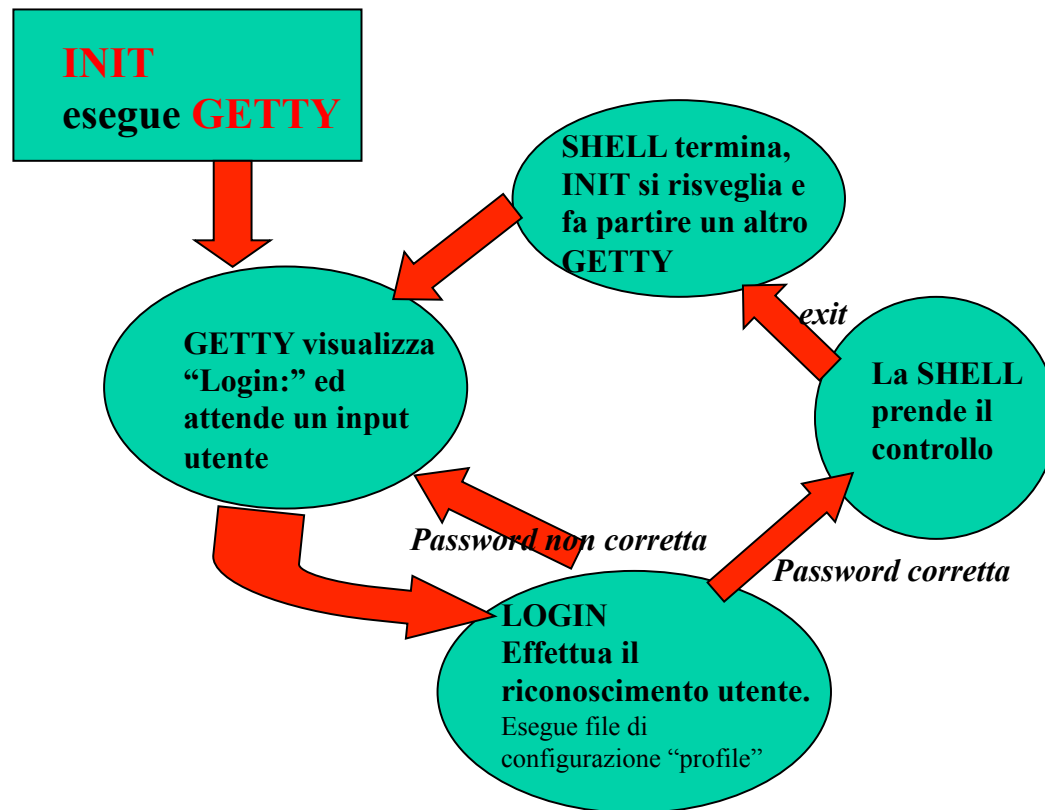 INIT
esegue GETTY
SHELL termina,
INIT si risveglia e
fa partire un altro
GETTY
exit
GETTY visualizza
“Login:” ed
attende un input
utente
La SHELL
prende il
controllo
Password non corretta
Password corretta
LOGIN
Effettua il
riconoscimento utente.
Esegue file di
configurazione “profile”